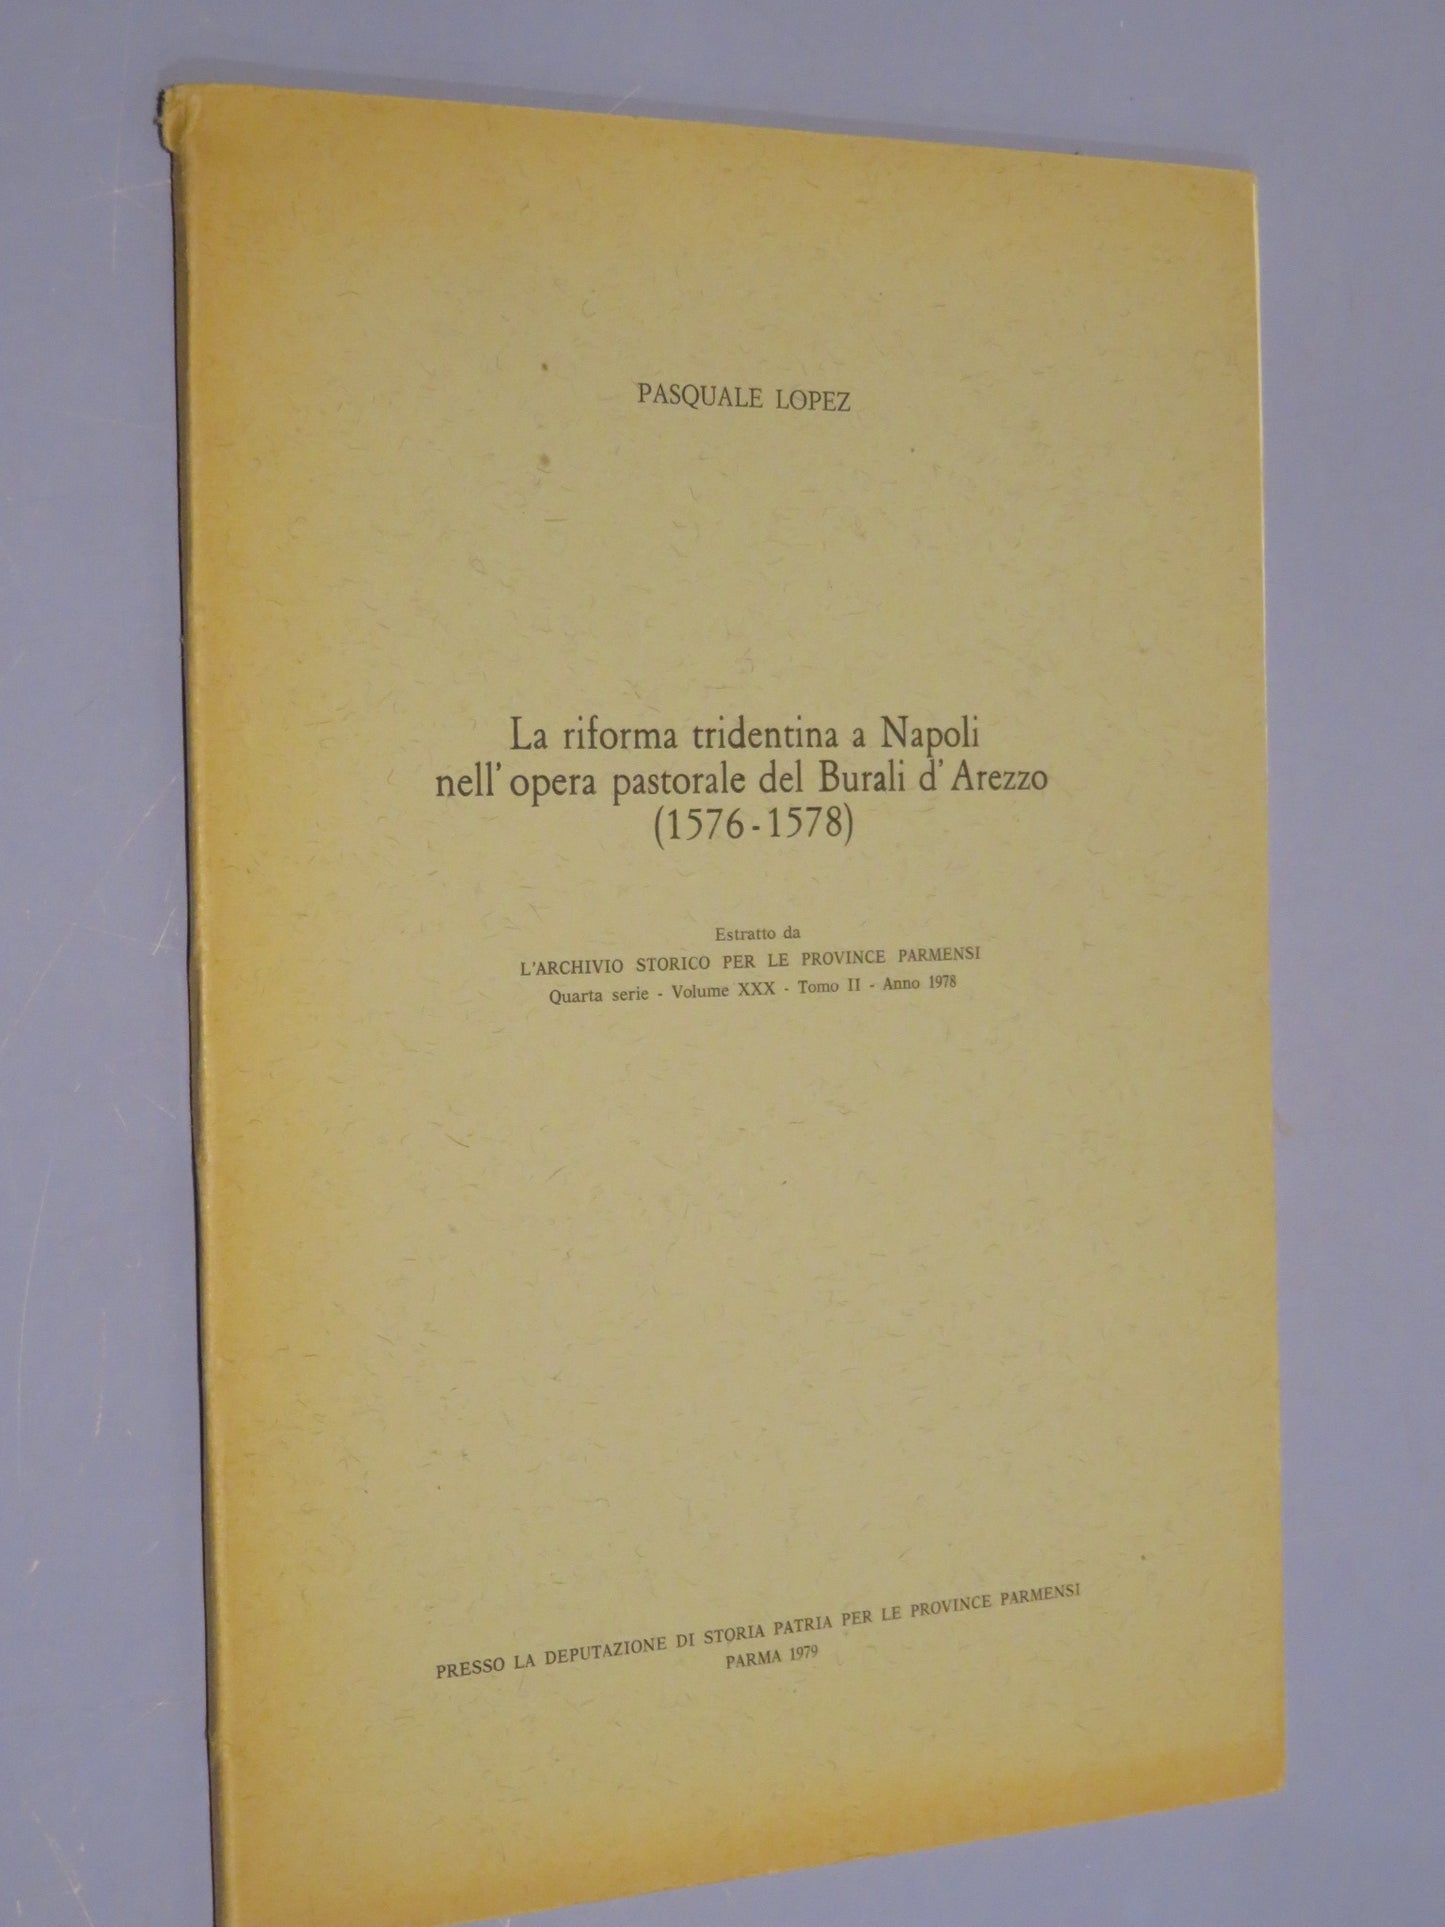 PASQUALE LOPEZ
La riforma tridentina a Napoli
nell' opera pastorale del Burali d' Arezzo
(1576 - 1578)
Estratto da
L'ARCHIVIO STORICO PER LE PROVINCE PARMENSI
Quarta serie - Volume XXX - Tomo II - Anno 1978
PRESSO LA DEPUTAZIONE DI STORIA PATRIA PER LE PROVINCE PARMENSI
PARMA 1979